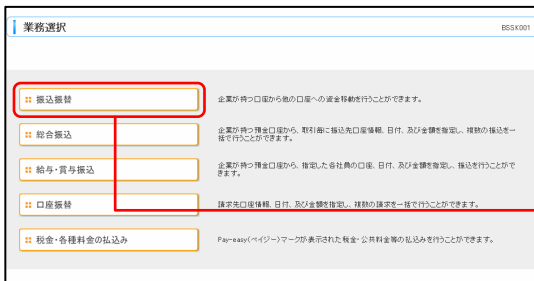 業務選択
BSSK001
振込振替
企業が持つ口座から他の口座への資金移動を行うことができます。
総合振込
企業が持つ預金口座から、取引毎に振込先口座情報、日付、及び金額を指定し、複数の振込を一
括で行うことができます。
給与・賞与振込
企業が持つ預金口座から、指定した各社員の口座、日付、及び金額を指定し、振込を行うことがで
きます。
口座振替
請求先口座情報、日付、及び金額を指定し、複数の請求を一括で行うことができます。
税金・各種料金の払込み
Pay-easy(ペイジー)マークが表示された税金・公共料金等の払込みを行うことができます。